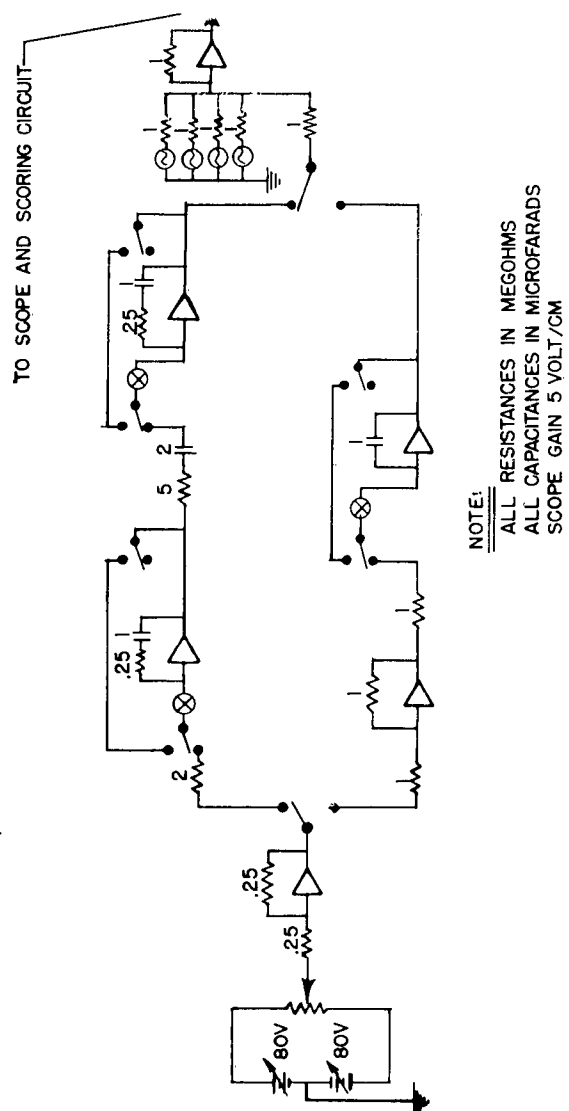 TO SCOPE AND SCORING CIRCUIT
.25
1
25
1
2
5
2
1
1
1
1
1
1
.25
.25
80V
80V
1
1
1
1
NOTE:
ALL RESISTANCES IN MEGOHMS
ALL CAPACITANCES IN MICROFARADS
SCOPE GAIN 5 VOLT/CM